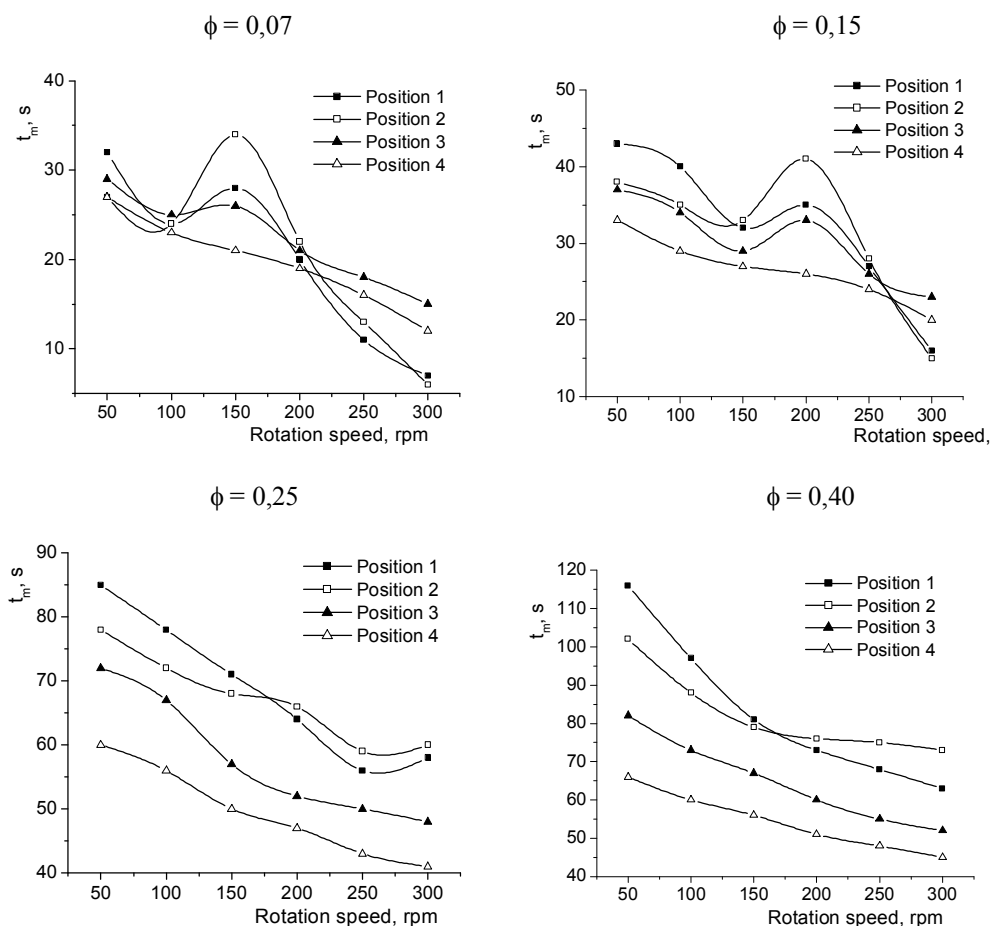 ϕ = 0,07
t_m, s
40
30
20
10
50 100 150 200 250 300
Rotation speed, rpm
Position 1
Position 2
Position 3
Position 4
ϕ = 0,15
t_m, s
50
40
30
20
10
50 100 150 200 250 300
Rotation speed,
Position 1
Position 2
Position 3
Position 4
ϕ = 0,25
t_m, s
90
80
70
60
50
40
50 100 150 200 250 300
Rotation speed, rpm
Position 1
Position 2
Position 3
Position 4
ϕ = 0,40
t_m, s
120
110
100
90
80
70
60
50
40
50 100 150 200 250 300
Rotation speed, rpm
Position 1
Position 2
Position 3
Position 4